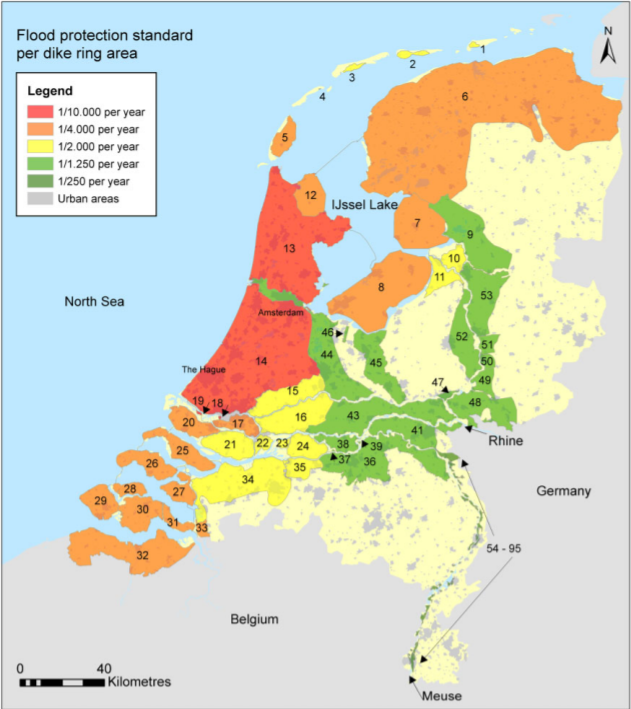 Flood protection standard
per dike ring area
Legend
1/10.000 per year
1/4.000 per year
1/2.000 per year
1/1.250 per year
1/250 per year
Urban areas
N
1
2
3
4
5
6
12
IJssel Lake
7
9
13
10
11
8
53
North Sea
Amsterdam
46
52
51
44
45
50
14
The Hague
47
49
15
48
19
18
16
43
20
17
41
Rhine
21
22
23
24
38
39
25
37
36
26
35
34
Germany
28
27
29
30
31
33
32
54 - 95
Belgium
0
40
Kilometres
Meuse